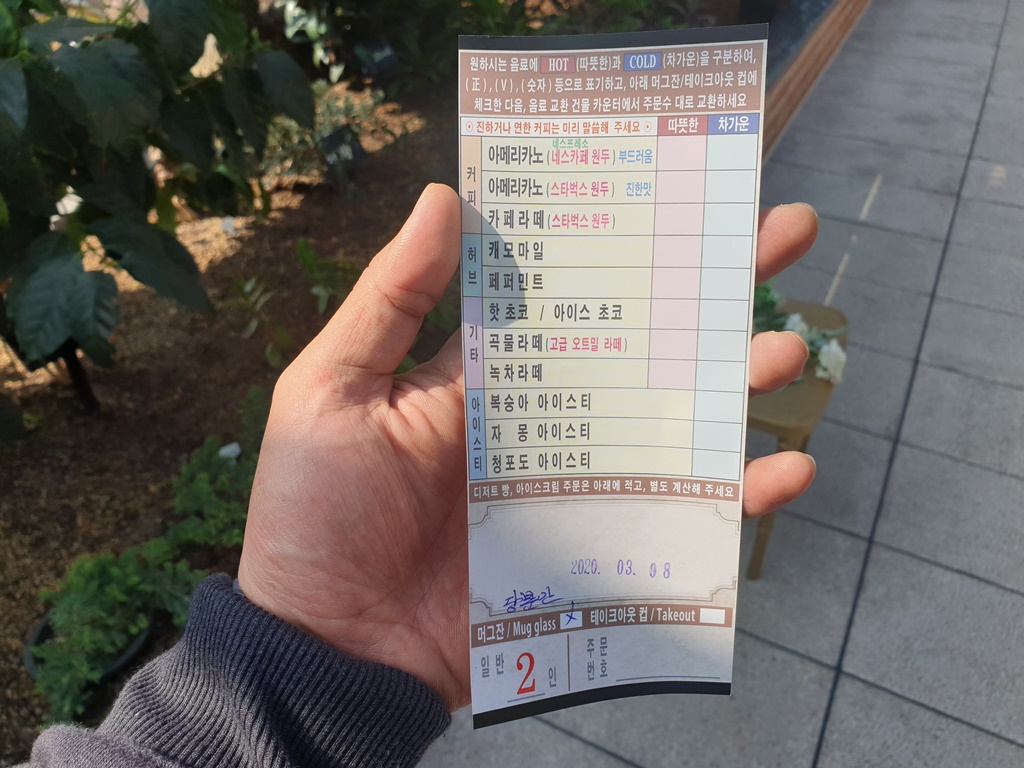 원하시는 음료에 HOT (따뜻한)과 COLD (차가운)을 구분하여,
(正), (V), (숫자) 등으로 표기하고, 아래 머그잔/테이크아웃 컵에
체크한 다음, 음료 교환 건물 카운터에서 주문수 대로 교환하세요
진하거나 연한 커피는 미리 말씀해 주세요 따뜻한 차가운
커피
네스프레소
아메리카노 (네스카페 원두) 부드러움
아메리카노 (스타벅스 원두) 진한맛
카페라떼 (스타벅스 원두)
허브
캐모마일
페퍼민트
기타
핫 초코 / 아이스 초코
곡물라떼 (고급 오트밀 라떼)
녹차라떼
아이스티
복숭아 아이스티
자 몽 아이스티
청포도 아이스티
디저트 빵, 아이스크림 주문은 아래에 적고, 별도 계산해 주세요
2020. 03. 08
당분간
머그잔 / Mug glass X 테이크아웃 컵 / Takeout
일반 2 인 주문번호